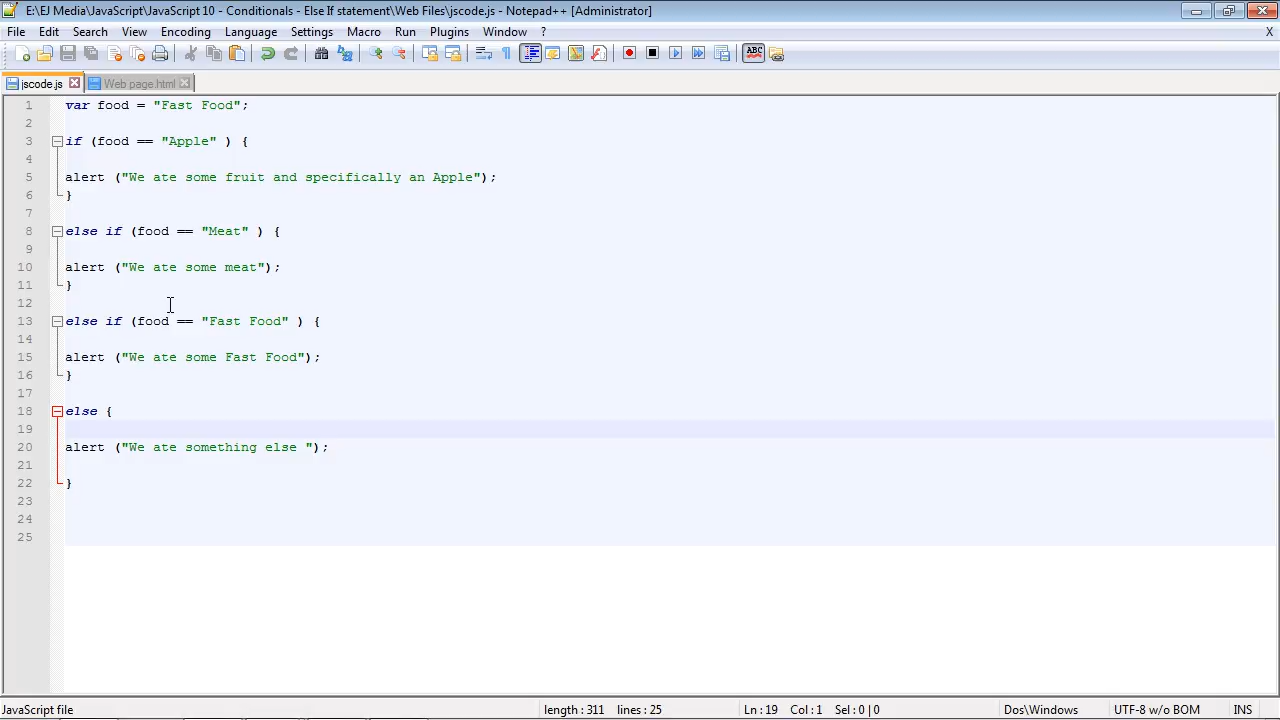 E:\EJ Media\JavaScript\JavaScript 10 - Conditionals - Else If statement\Web Files\jscode.js - Notepad++ [Administrator]
File Edit Search View Encoding Language Settings Macro Run Plugins Window ? X
ABC
jscode.js Web page.html
1 var food = "Fast Food";
2
3 if (food == "Apple" ) {
4
5 alert ("We ate some fruit and specifically an Apple");
6 }
7
8 else if (food == "Meat" ) {
9
10 alert ("We ate some meat");
11 }
12
13 else if (food == "Fast Food" ) {
14
15 alert ("We ate some Fast Food");
16 }
17
18 else {
19
20 alert ("We ate something else ");
21
22 }
23
24
25
JavaScript file length : 311 lines : 25 Ln : 19 Col : 1 Sel : 0 | 0 Dos\Windows UTF-8 w/o BOM INS